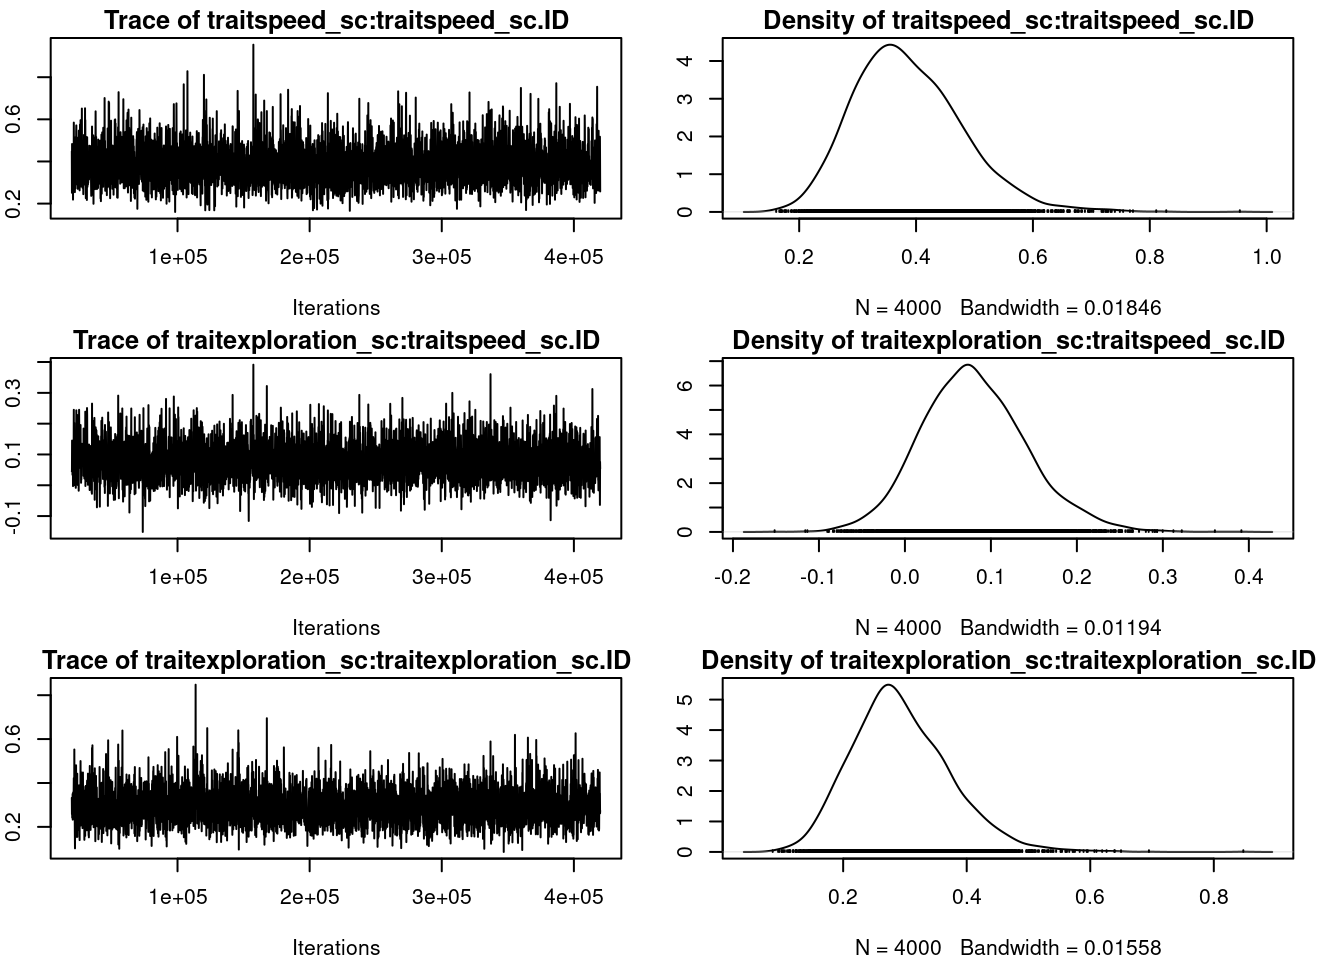 Trace of traitspeed_sc:traitspeed_sc.ID
0.6
0.2
1e+05 2e+05 3e+05 4e+05
Iterations
Density of traitspeed_sc:traitspeed_sc.ID
4
3
2
1
0
0.2 0.4 0.6 0.8 1.0
N = 4000 Bandwidth = 0.01846
Trace of traitexploration_sc:traitspeed_sc.ID
0.3
0.1
-0.1
1e+05 2e+05 3e+05 4e+05
Iterations
Density of traitexploration_sc:traitspeed_sc.ID
6
4
2
0
-0.2 -0.1 0.0 0.1 0.2 0.3 0.4
N = 4000 Bandwidth = 0.01194
Trace of traitexploration_sc:traitexploration_sc.ID
0.6
0.2
1e+05 2e+05 3e+05 4e+05
Iterations
Density of traitexploration_sc:traitexploration_sc.ID
5
4
3
2
1
0
0.2 0.4 0.6 0.8
N = 4000 Bandwidth = 0.01558